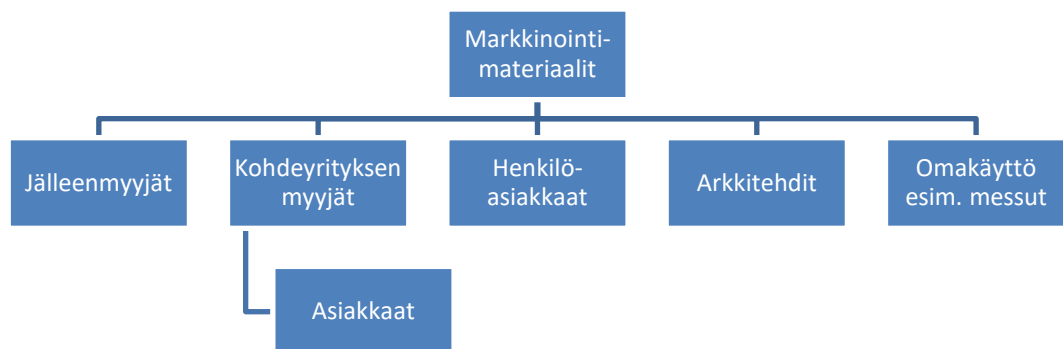 Markkinointi-
materiaalit
Jälleenmyyjät
Kohdeyrityksen
myyjät
Henkilö-
asiakkaat
Arkkitehdit
Omakäyttö
esim. messut
Asiakkaat